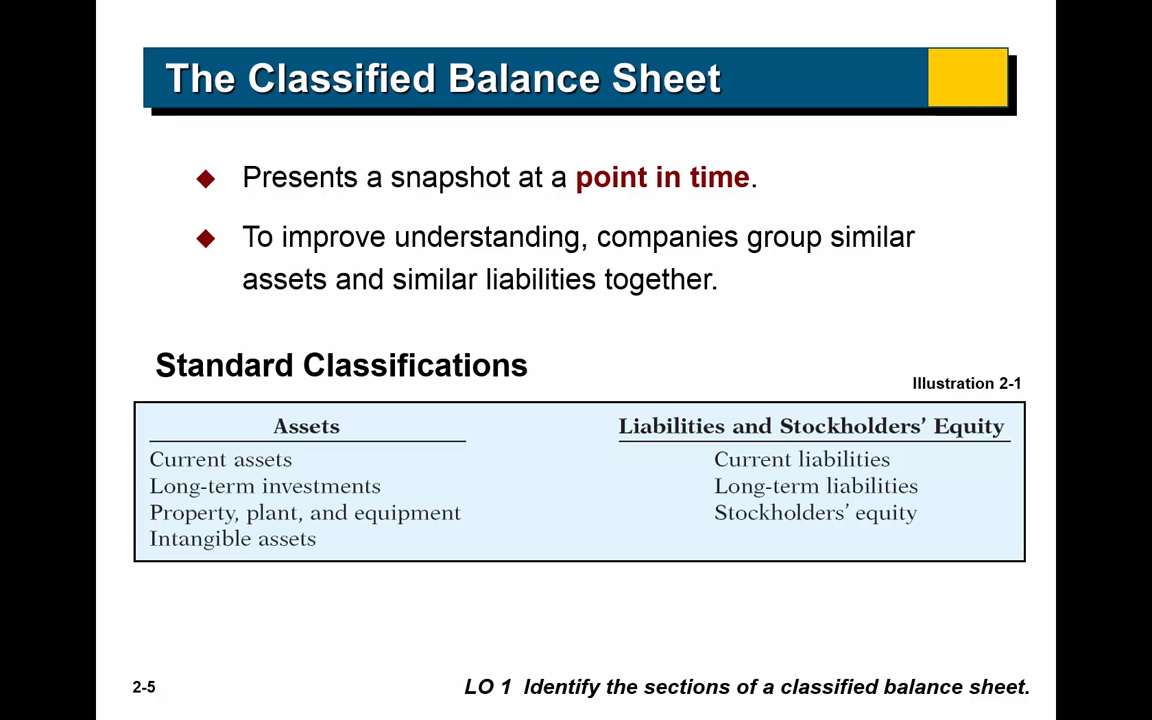 The Classified Balance Sheet
Presents a snapshot at a point in time.
To improve understanding, companies group similar
assets and similar liabilities together.
Standard Classifications
Illustration 2-1
Assets
Current assets
Long-term investments
Property, plant, and equipment
Intangible assets
Liabilities and Stockholders’ Equity
Current liabilities
Long-term liabilities
Stockholders’ equity
2-5
LO 1 Identify the sections of a classified balance sheet.